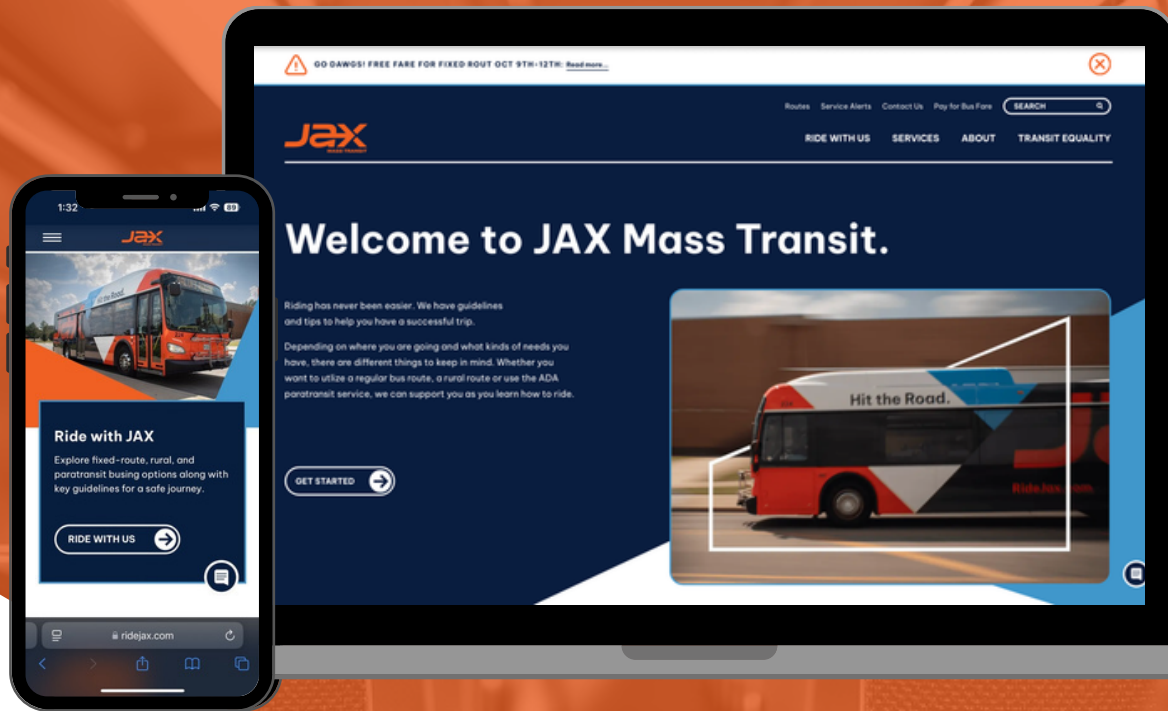 GO DAWGS! FREE FARE FOR FIXED ROUT OCT 9TH-12TH: Read more...
Routes Service Alerts Contact Us Pay for Bus Fare SEARCH
JAX
MASS TRANSIT
RIDE WITH US SERVICES ABOUT TRANSIT EQUALITY
Welcome to JAX Mass Transit.
Riding has never been easier. We have guidelines
and tips to help you have a successful trip.
Depending on where you are going and what kinds of needs you
have, there are different things to keep in mind. Whether you
want to utlize a regular bus route, a rural route or use the ADA
paratransit service, we can support you as you learn how to ride.
GET STARTED
Hit the Road.
RideJax.com
1:32
89
JAX
Hit the Road.
Ride with JAX
Explore fixed-route, rural, and
paratransit busing options along with
key guidelines for a safe journey.
RIDE WITH US
ridejax.com